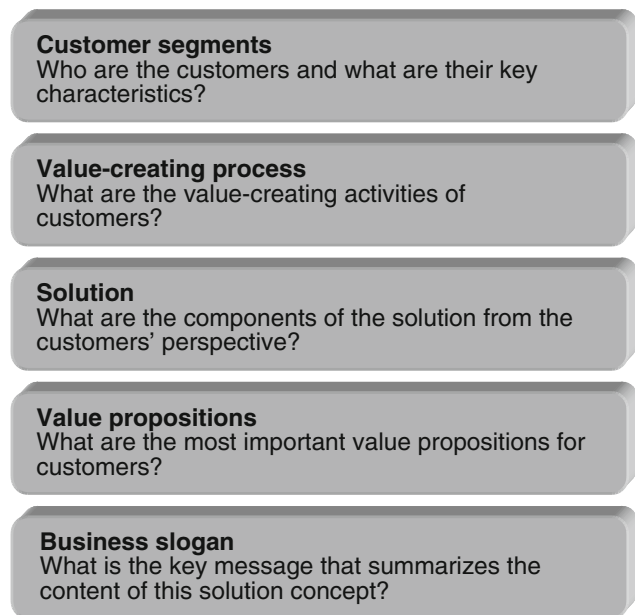 Customer segments
Who are the customers and what are their key
characteristics?
Value-creating process
What are the value-creating activities of
customers?
Solution
What are the components of the solution from the
customers’ perspective?
Value propositions
What are the most important value propositions for
customers?
Business slogan
What is the key message that summarizes the
content of this solution concept?